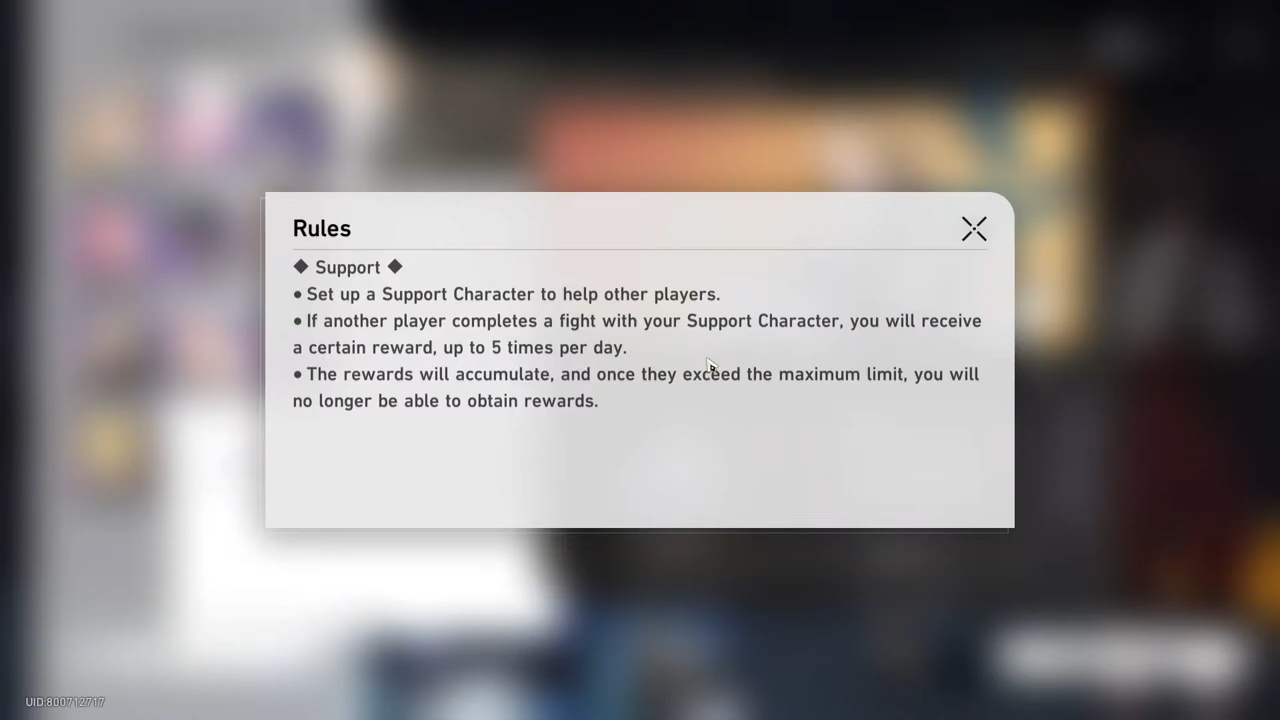 Rules
◆ Support ◆
• Set up a Support Character to help other players.
• If another player completes a fight with your Support Character, you will receive
a certain reward, up to 5 times per day.
• The rewards will accumulate, and once they exceed the maximum limit, you will
no longer be able to obtain rewards.
UID:800712717